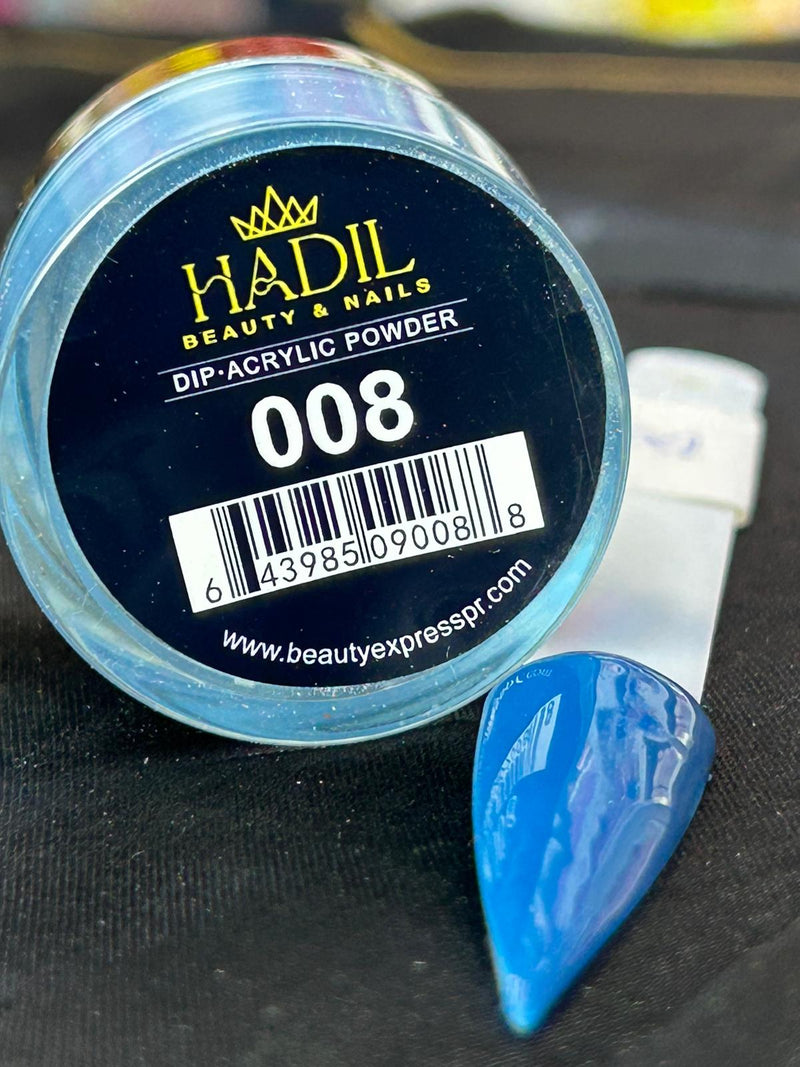 HADIL
BEAUTY & NAILS
DIP·ACRYLIC POWDER
008
6 43985 09008 8
www.beautyexpresspr.com